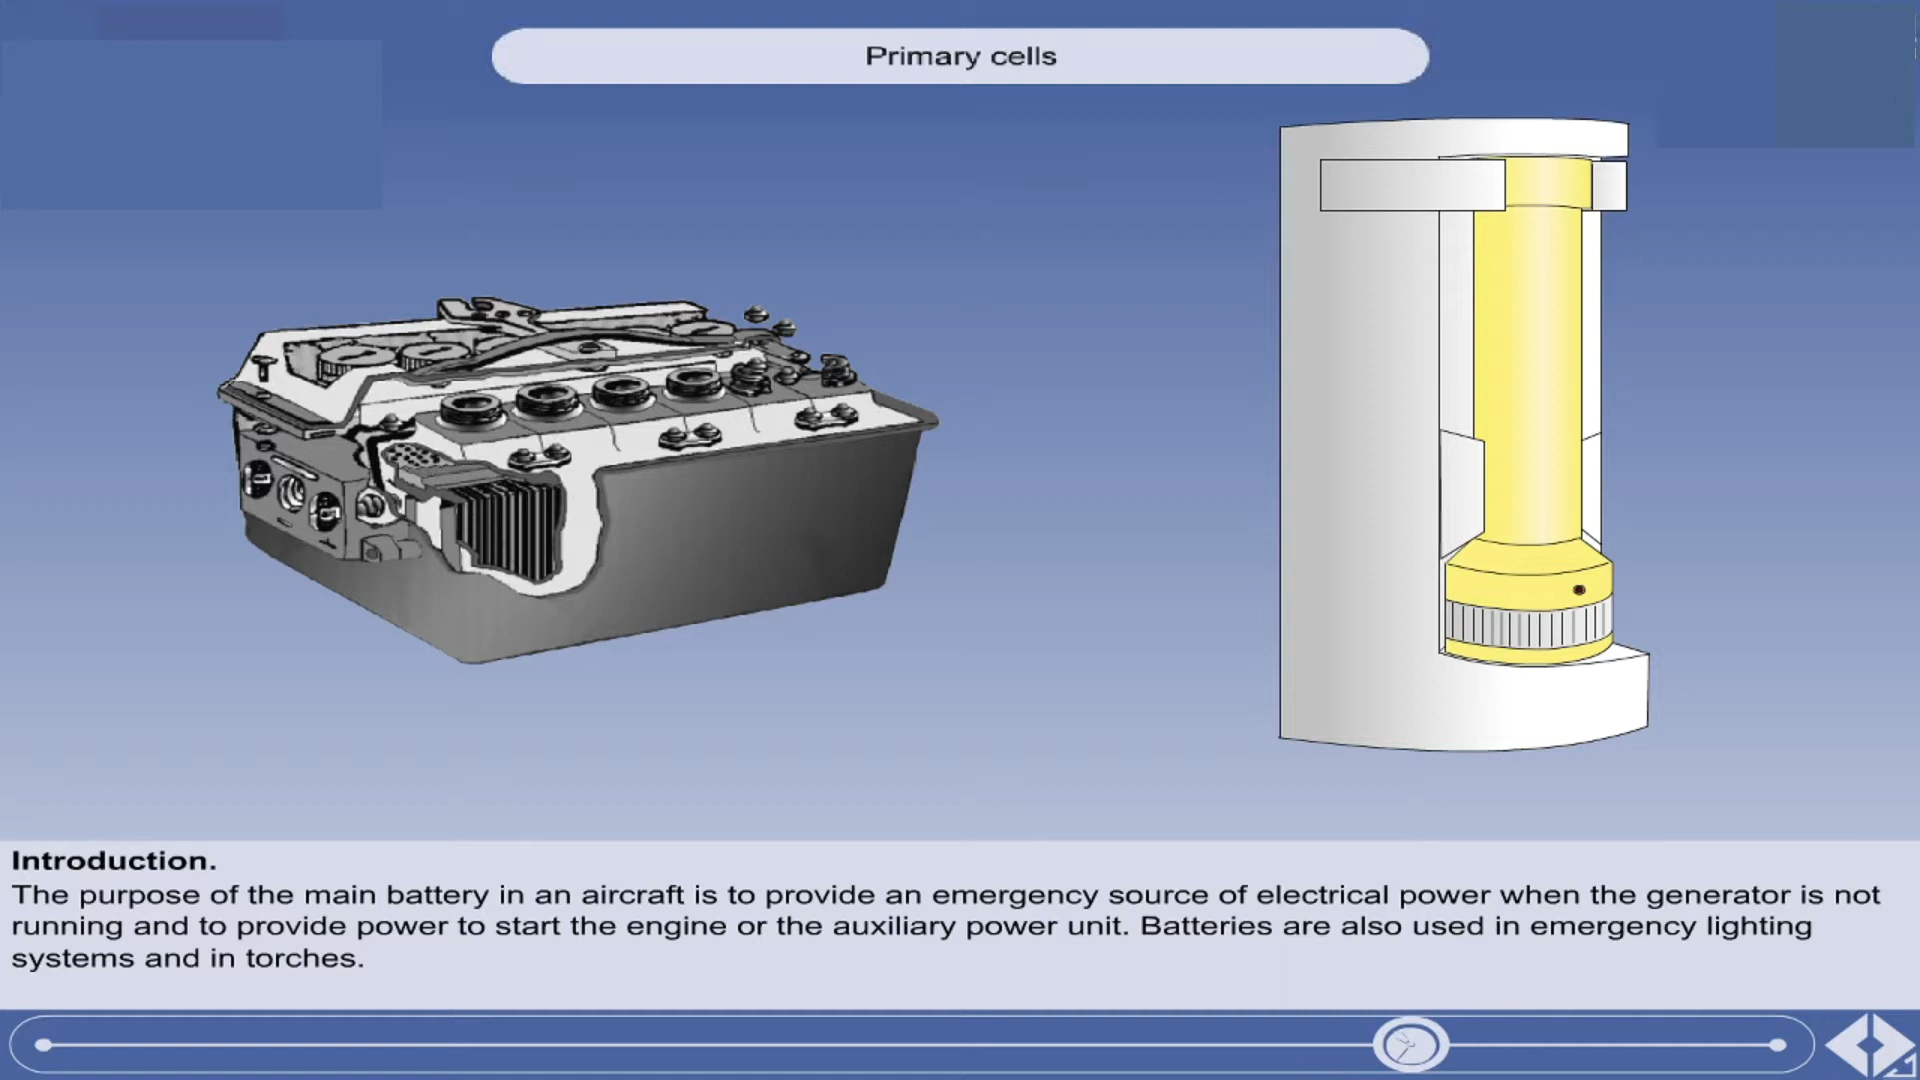 Primary cells
Introduction.
The purpose of the main battery in an aircraft is to provide an emergency source of electrical power when the generator is not
running and to provide power to start the engine or the auxiliary power unit. Batteries are also used in emergency lighting
systems and in torches.